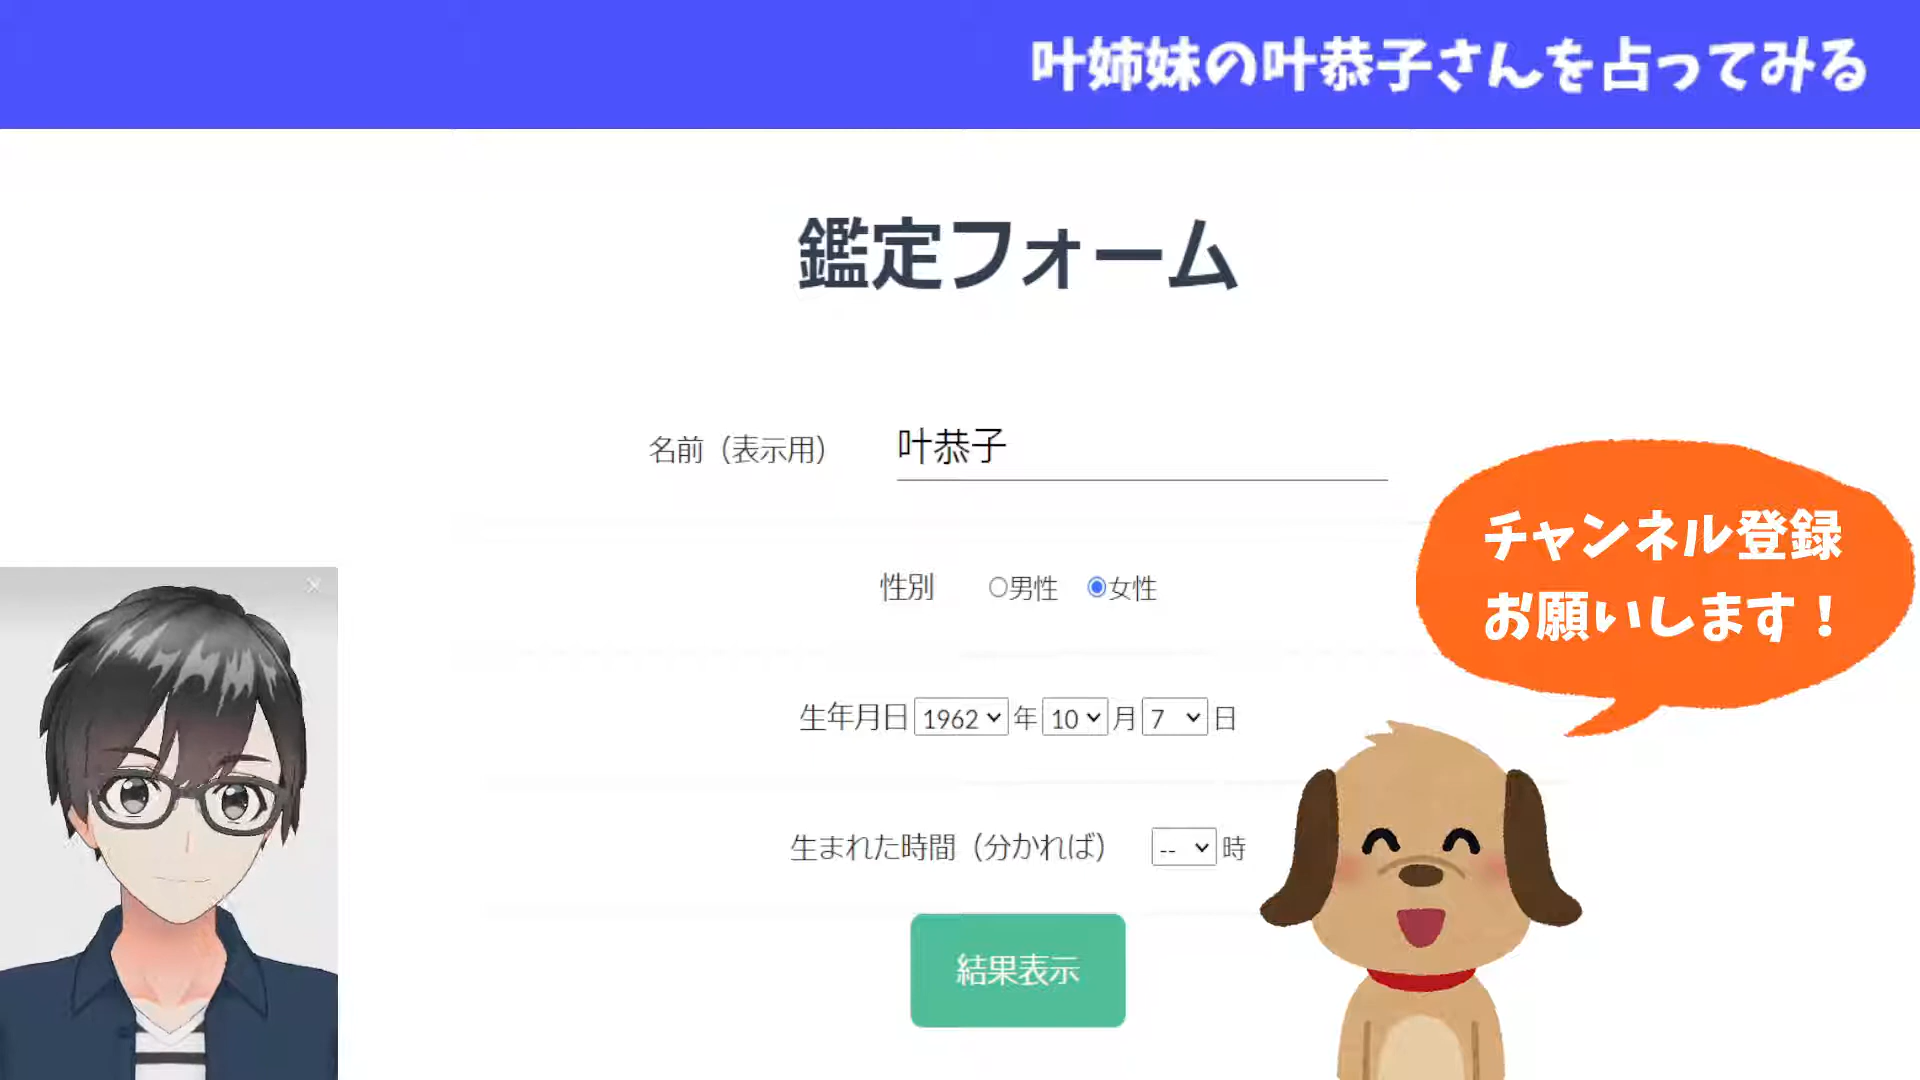 叶姉妹の叶恭子さんを占ってみる
鑑定フォーム
名前（表示用） 叶恭子
性別 男性 女性
生年月日 1962 年 10 月 7 日
生まれた時間（分かれば） -- 時
結果表示
チャンネル登録
お願いします！